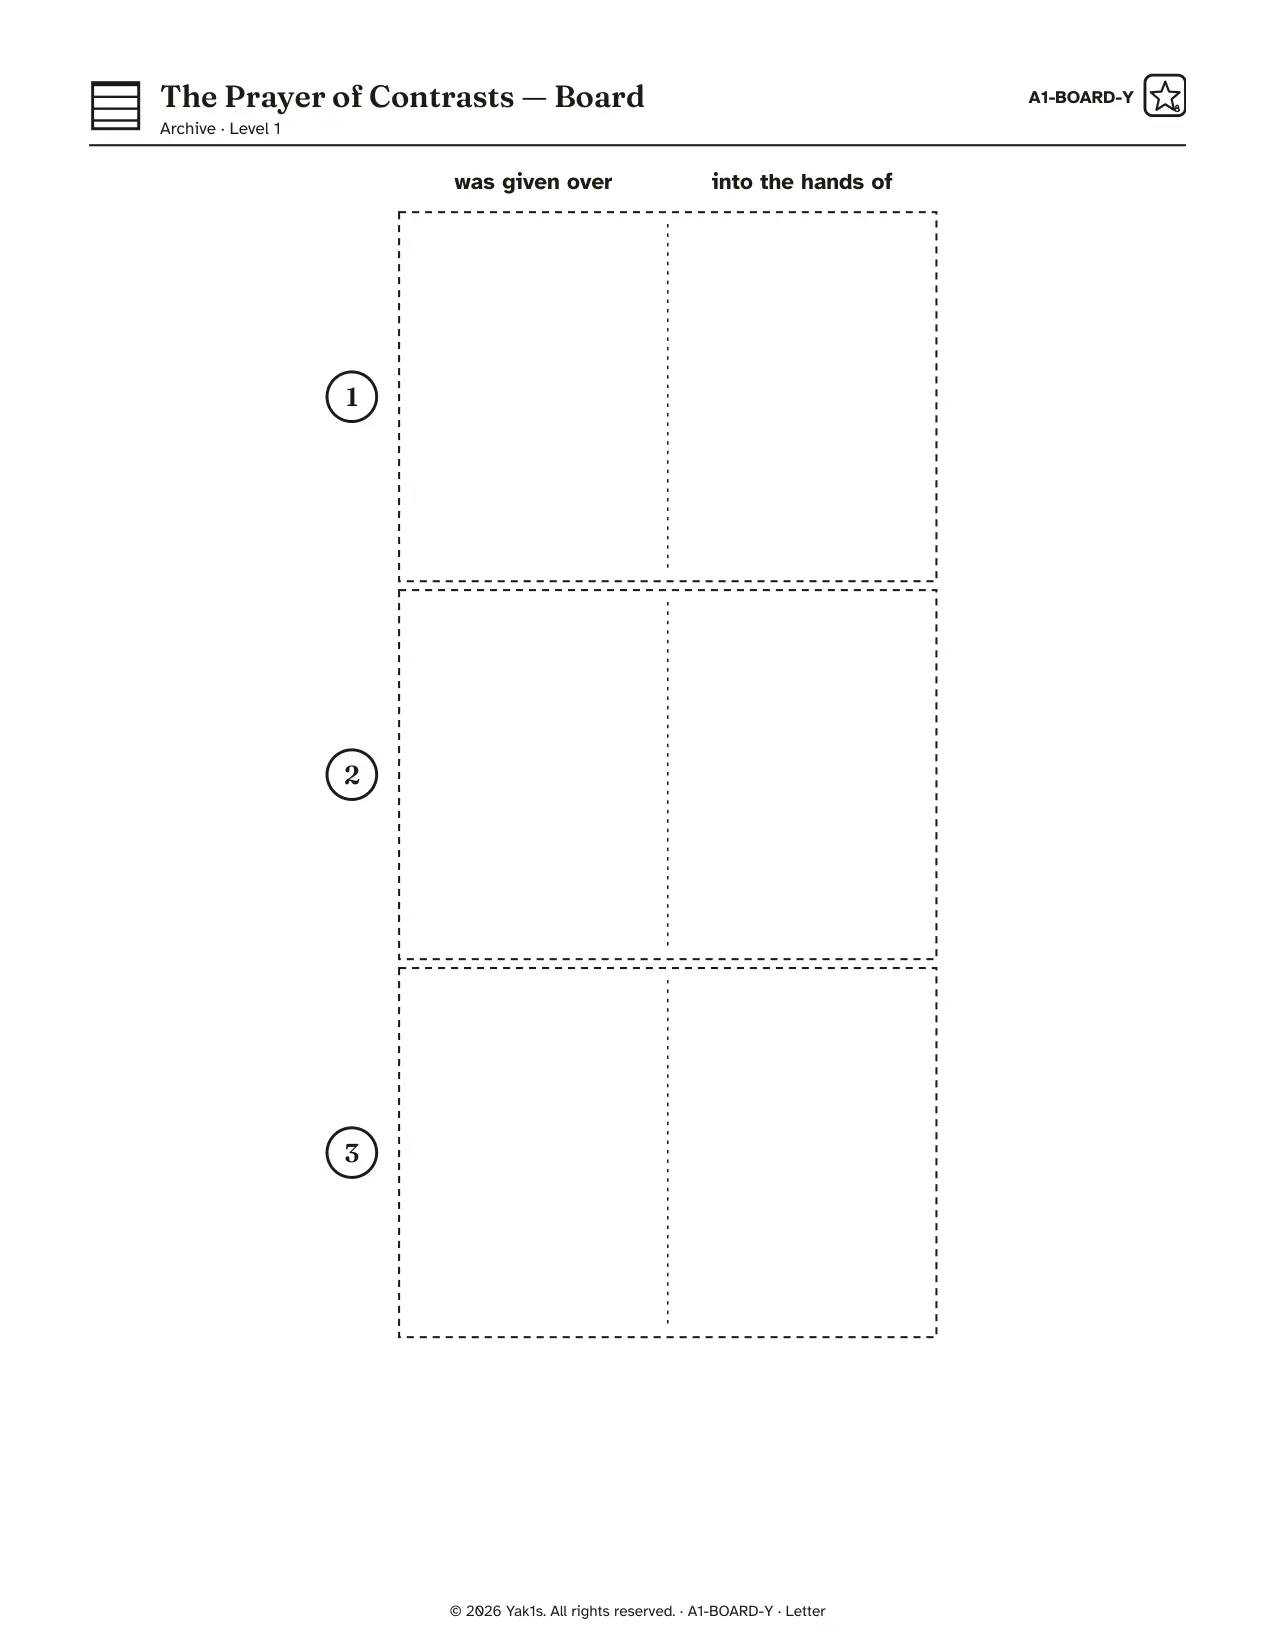 The Prayer of Contrasts — Board
Archive · Level 1
A1-BOARD-Y
was given over
into the hands of
1
2
3
© 2026 Yak1s. All rights reserved. · A1-BOARD-Y · Letter